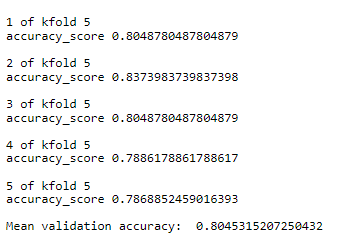 1 of kfold 5
accuracy_score 0.8048780487804879
2 of kfold 5
accuracy_score 0.8373983739837398
3 of kfold 5
accuracy_score 0.8048780487804879
4 of kfold 5
accuracy_score 0.7886178861788617
5 of kfold 5
accuracy_score 0.7868852459016393
Mean validation accuracy:  0.8045315207250432